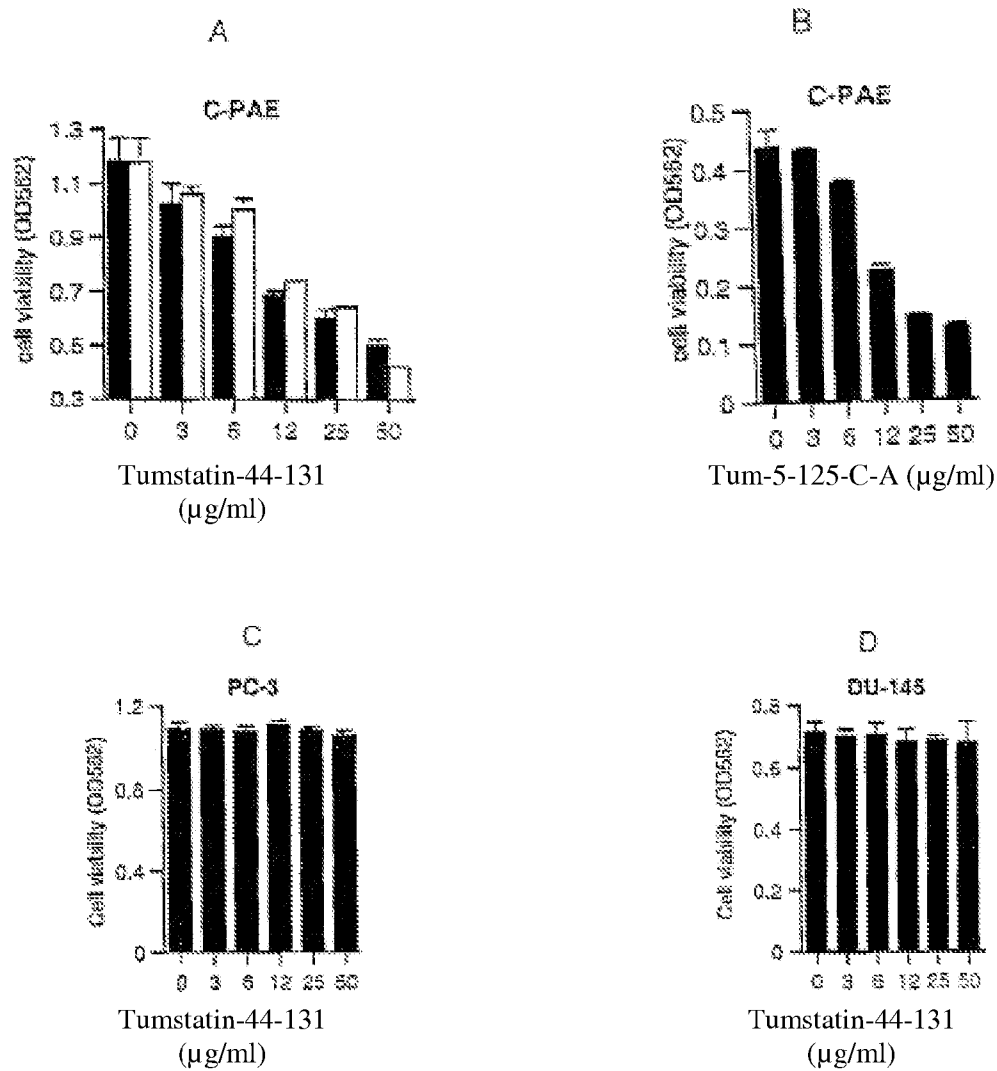 A
C-PAE
cell viability (OD562)
1.3
1.1
0.9
0.7
0.5
0.3
0 3 6 12 25 50
Tumstatin-44-131
(µg/ml)
B
C-PAE
cell viability (OD562)
0.5
0.4
0.3
0.2
0.1
0
0 3 6 12 25 50
Tum-5-125-C-A (µg/ml)
C
PC-3
Cell viability (OD562)
1.2
0.8
0.4
0
0 3 6 12 25 50
Tumstatin-44-131
(µg/ml)
D
DU-145
Cell viability (OD562)
0.8
0.6
0.4
0.2
0
0 3 6 12 25 50
Tumstatin-44-131
(µg/ml)